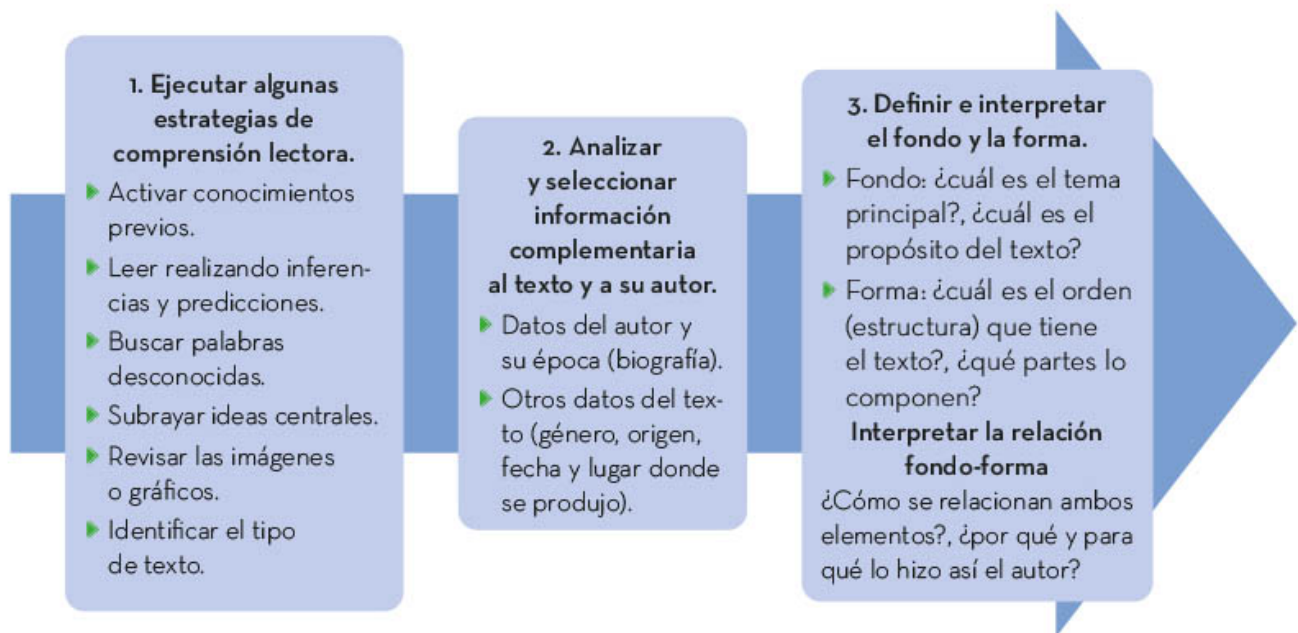 1. Ejecutar algunas
estrategias de
comprensión lectora.
Activar conocimientos
previos.
Leer realizando inferen-
cias y predicciones.
Buscar palabras
desconocidas.
Subrayar ideas centrales.
Revisar las imágenes
o gráficos.
Identificar el tipo
de texto.
2. Analizar
y seleccionar
información
complementaria
al texto y a su autor.
Datos del autor y
su época (biografía).
Otros datos del tex-
to (género, origen,
fecha y lugar donde
se produjo).
3. Definir e interpretar
el fondo y la forma.
Fondo: ¿cuál es el tema
principal?, ¿cuál es el
propósito del texto?
Forma: ¿cuál es el orden
(estructura) que tiene
el texto?, ¿qué partes lo
componen?
Interpretar la relación
fondo-forma
¿Cómo se relacionan ambos
elementos?, ¿por qué y para
qué lo hizo así el autor?